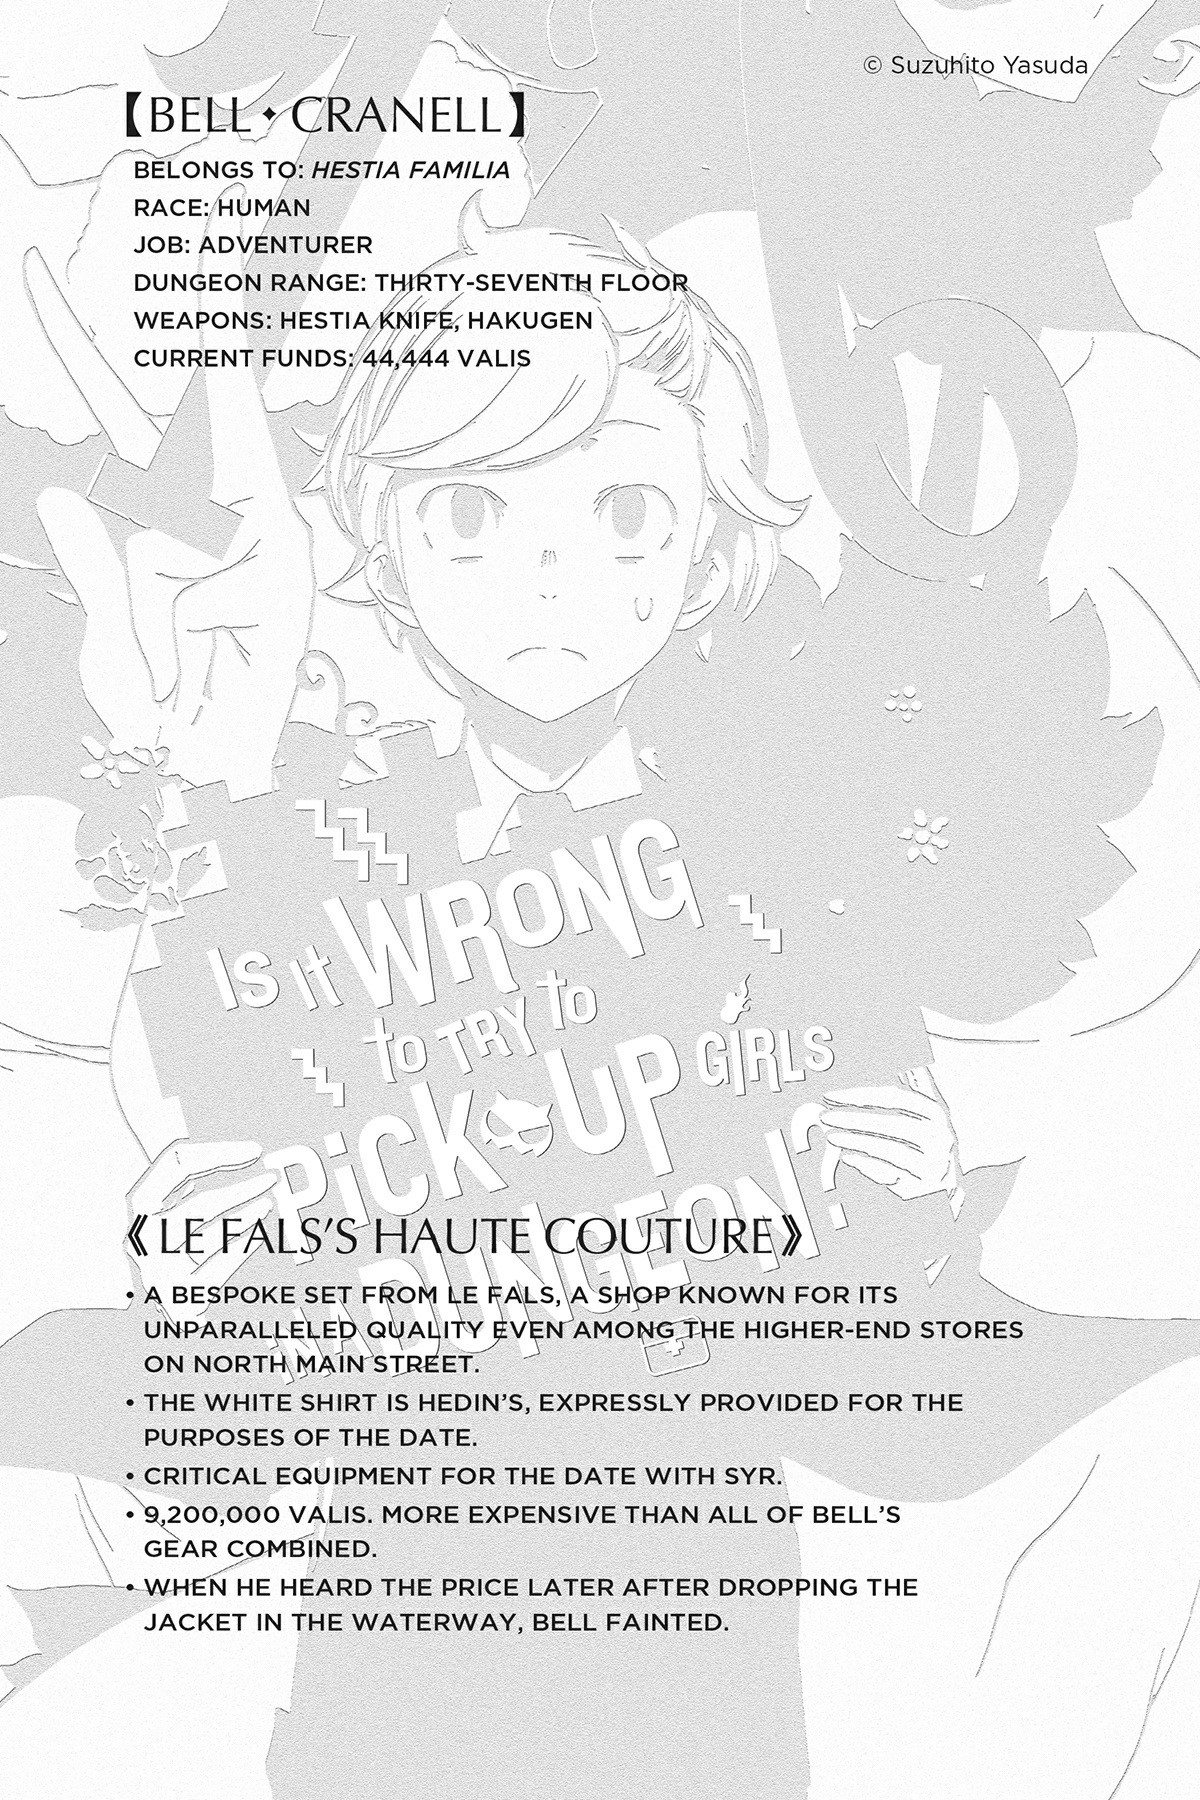 © Suzuhito Yasuda
【BELL・CRANELL】
BELONGS TO: HESTIA FAMILIA
RACE: HUMAN
JOB: ADVENTURER
DUNGEON RANGE: THIRTY-SEVENTH FLOOR
WEAPONS: HESTIA KNIFE, HAKUGEN
CURRENT FUNDS: 44,444 VALIS
IS It WRONG
to TRY to
PiCK UP GIRLS
IN A DUNGEON?
《LE FALS’S HAUTE COUTURE》
• A BESPOKE SET FROM LE FALS, A SHOP KNOWN FOR ITS
UNPARALLELED QUALITY EVEN AMONG THE HIGHER-END STORES
ON NORTH MAIN STREET.
• THE WHITE SHIRT IS HEDIN’S, EXPRESSLY PROVIDED FOR THE
PURPOSES OF THE DATE.
• CRITICAL EQUIPMENT FOR THE DATE WITH SYR.
• 9,200,000 VALIS. MORE EXPENSIVE THAN ALL OF BELL’S
GEAR COMBINED.
• WHEN HE HEARD THE PRICE LATER AFTER DROPPING THE
JACKET IN THE WATERWAY, BELL FAINTED.